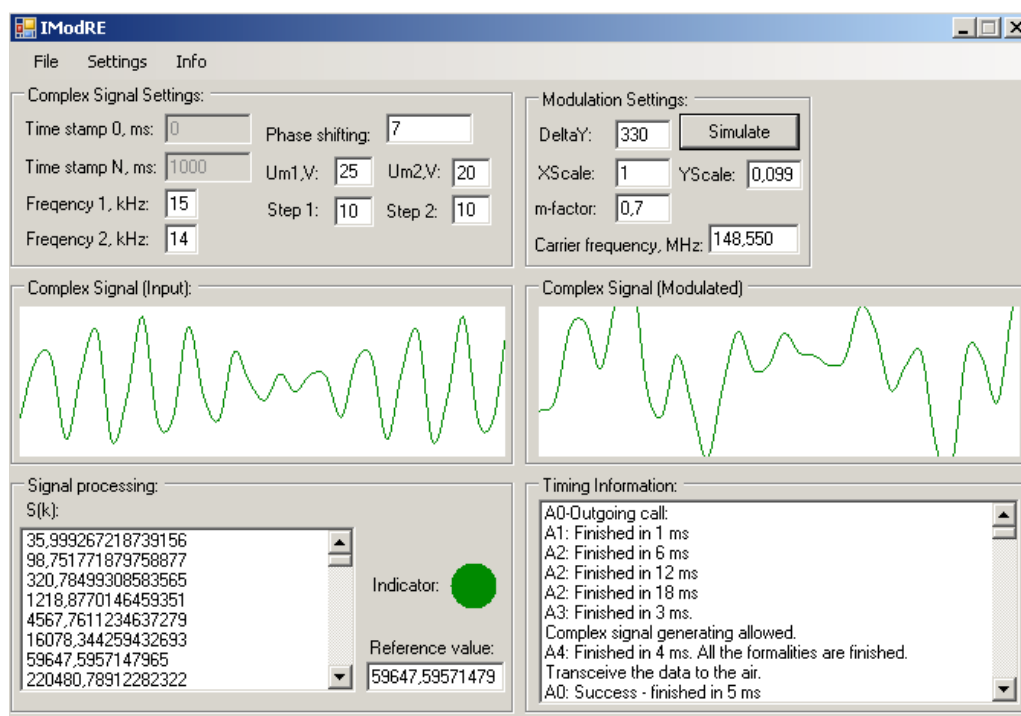 IModRE
File Settings Info
Complex Signal Settings:
Time stamp 0, ms: 0
Time stamp N, ms: 1000
Freqency 1, kHz: 15
Freqency 2, kHz: 14
Phase shifting: 7
Um1,V: 25 Um2,V: 20
Step 1: 10 Step 2: 10
Modulation Settings:
DeltaY: 330 Simulate
XScale: 1 YScale: 0,099
m-factor: 0,7
Carrier frequency, MHz: 148,550
Complex Signal (Input):
Complex Signal (Modulated)
Signal processing:
S(k):
35,999267218739156
98,751771879758877
320,78499308583565
1218,8770146459351
4567,7611234637279
16078,344259432693
59647,5957147965
220480,78912282322
Indicator:
Reference value:
59647,59571479
Timing Information:
A0-Outgoing call:
A1: Finished in 1 ms
A2: Finished in 6 ms
A2: Finished in 12 ms
A2: Finished in 18 ms
A3: Finished in 3 ms.
Complex signal generating allowed.
A4: Finished in 4 ms. All the formalities are finished.
Transceive the data to the air.
A0: Success - finished in 5 ms